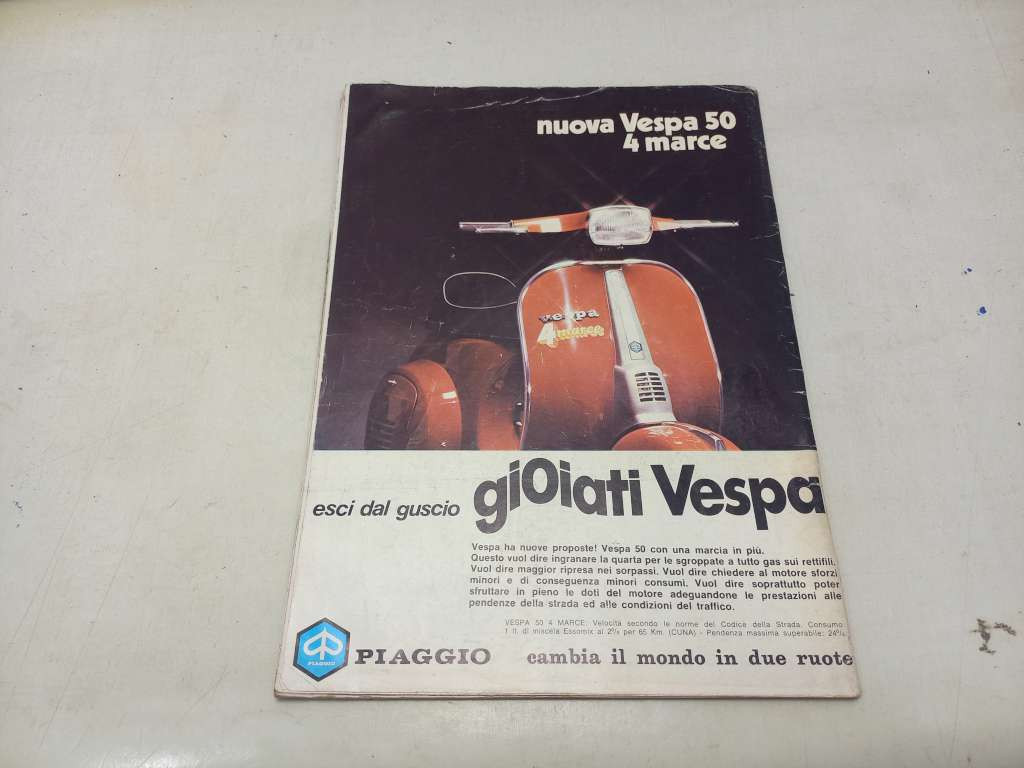 nuova Vespa 50
4 marce
vespa
4 marce
esci dal guscio giOiati Vespa
Vespa ha nuove proposte! Vespa 50 con una marcia in più.
Questo vuol dire ingranare la quarta per le sgroppate a tutto gas sui rettifili.
Vuol dire maggior ripresa nei sorpassi. Vuol dire chiedere al motore sforzi
minori e di conseguenza minori consumi. Vuol dire soprattutto poter
sfruttare in pieno le doti del motore adeguandone le prestazioni alle
pendenze della strada ed alle condizioni del traffico.
VESPA 50 4 MARCE: Velocità secondo le norme del Codice della Strada. Consumo
1 lt. di miscela Essomix al 2% per 65 Km. (CUNA) - Pendenza massima superabile: 24%
PIAGGIO
PIAGGIO cambia il mondo in due ruote